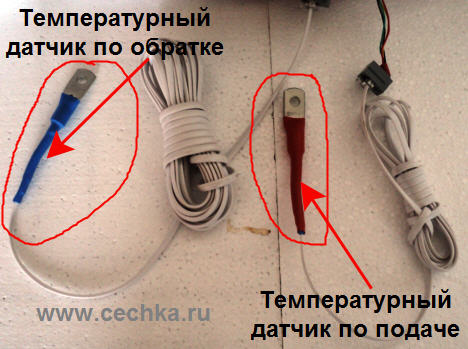 Температурный
датчик по обратке
www.cechka.ru
Температурный
датчик по подаче